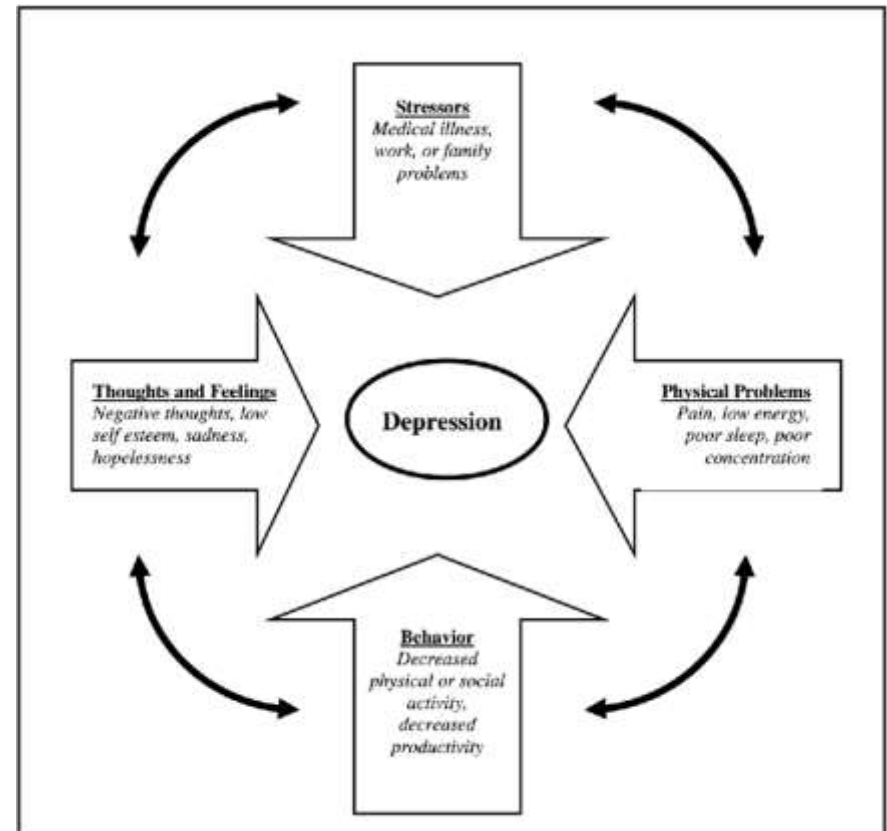 Stressors
Medical illness,
work, or family
problems
Thoughts and Feelings
Negative thoughts, low
self esteem, sadness,
hopelessness
Depression
Physical Problems
Pain, low energy,
poor sleep, poor
concentration
Behavior
Decreased
physical or social
activity,
decreased
productivity